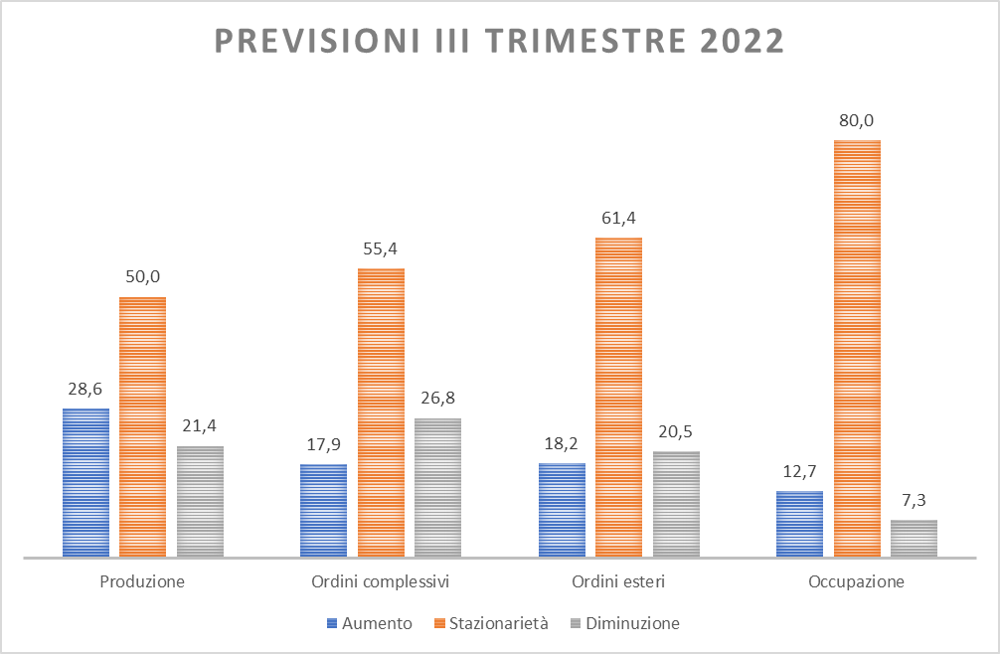 PREVISIONI III TRIMESTRE 2022
80,0
61,4
55,4
50,0
28,6
26,8
21,4
20,5
17,9
18,2
12,7
7,3
Produzione
Ordini complessivi
Ordini esteri
Occupazione
Aumento
Stazionarietà
Diminuzione